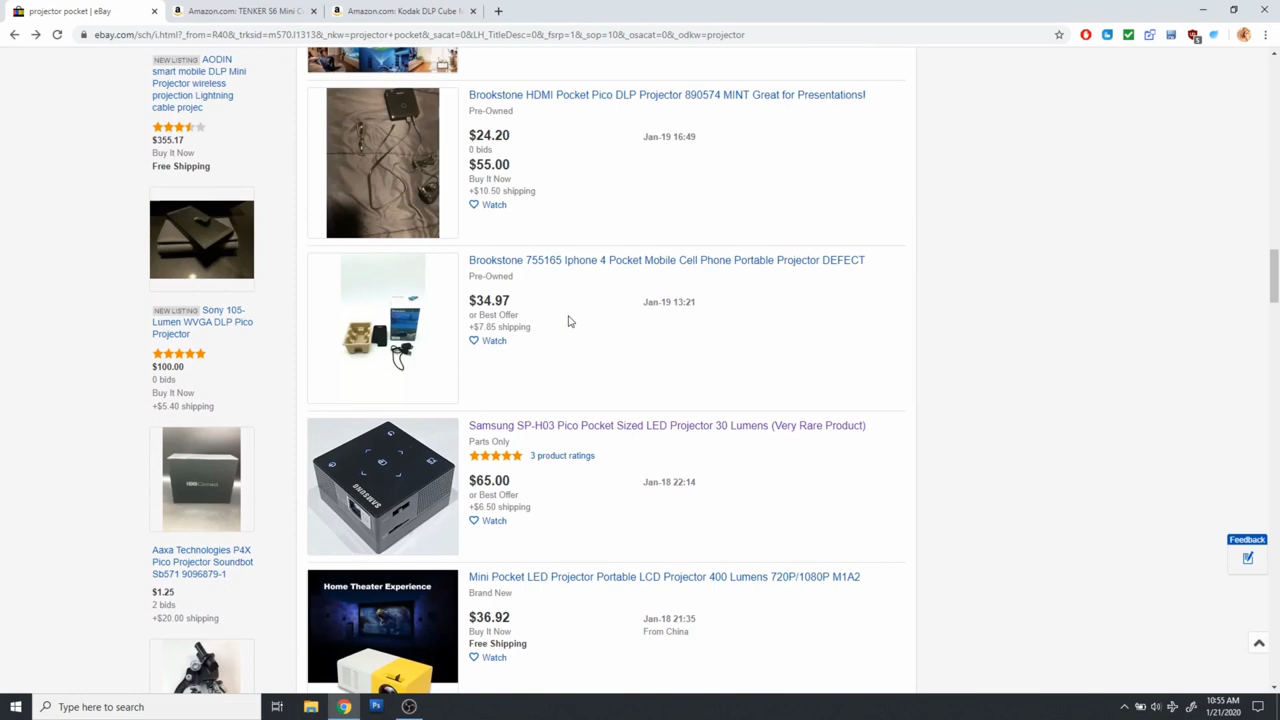 projector pocket | eBay
Amazon.com: TENKER S6 Mini C
Amazon.com: Kodak DLP Cube
ebay.com/sch/i.html?_from=R40&_trksid=m570.l1313&_nkw=projector+pocket&_sacat=0&LH_TitleDesc=0&_fsrp=1&_sop=10&_osacat=0&_odkw=projector
NEW LISTING AODIN
smart mobile DLP Mini
Projector wireless
projection Lightning
cable projec
$355.17
Buy It Now
Free Shipping
NEW LISTING Sony 105-
Lumen WVGA DLP Pico
Projector
$100.00
0 bids
Buy It Now
+$5.40 shipping
Aaxa Technologies P4X
Pico Projector Soundbot
Sb571 9096879-1
$1.25
2 bids
+$20.00 shipping
Brookstone HDMI Pocket Pico DLP Projector 890574 MINT Great for Presentations!
Pre-Owned
$24.20
Jan-19 16:49
0 bids
$55.00
Buy It Now
+$10.50 shipping
Watch
Brookstone 755165 Iphone 4 Pocket Mobile Cell Phone Portable Projector DEFECT
Pre-Owned
$34.97
Jan-19 13:21
or Best Offer
+$7.85 shipping
Watch
SAMSUNG
Samsung SP-H03 Pico Pocket Sized LED Projector 30 Lumens (Very Rare Product)
Parts Only
3 product ratings
$65.00
Jan-18 22:14
or Best Offer
+$6.50 shipping
Watch
Home Theater Experience
Mini Pocket LED Projector Portable LCD Projector 400 Lumens 720P/1080P M1A2
Brand New
$36.92
Jan-18 21:35
Buy It Now
From China
Free Shipping
Watch
Feedback
Type here to search
10:55 AM
1/21/2020